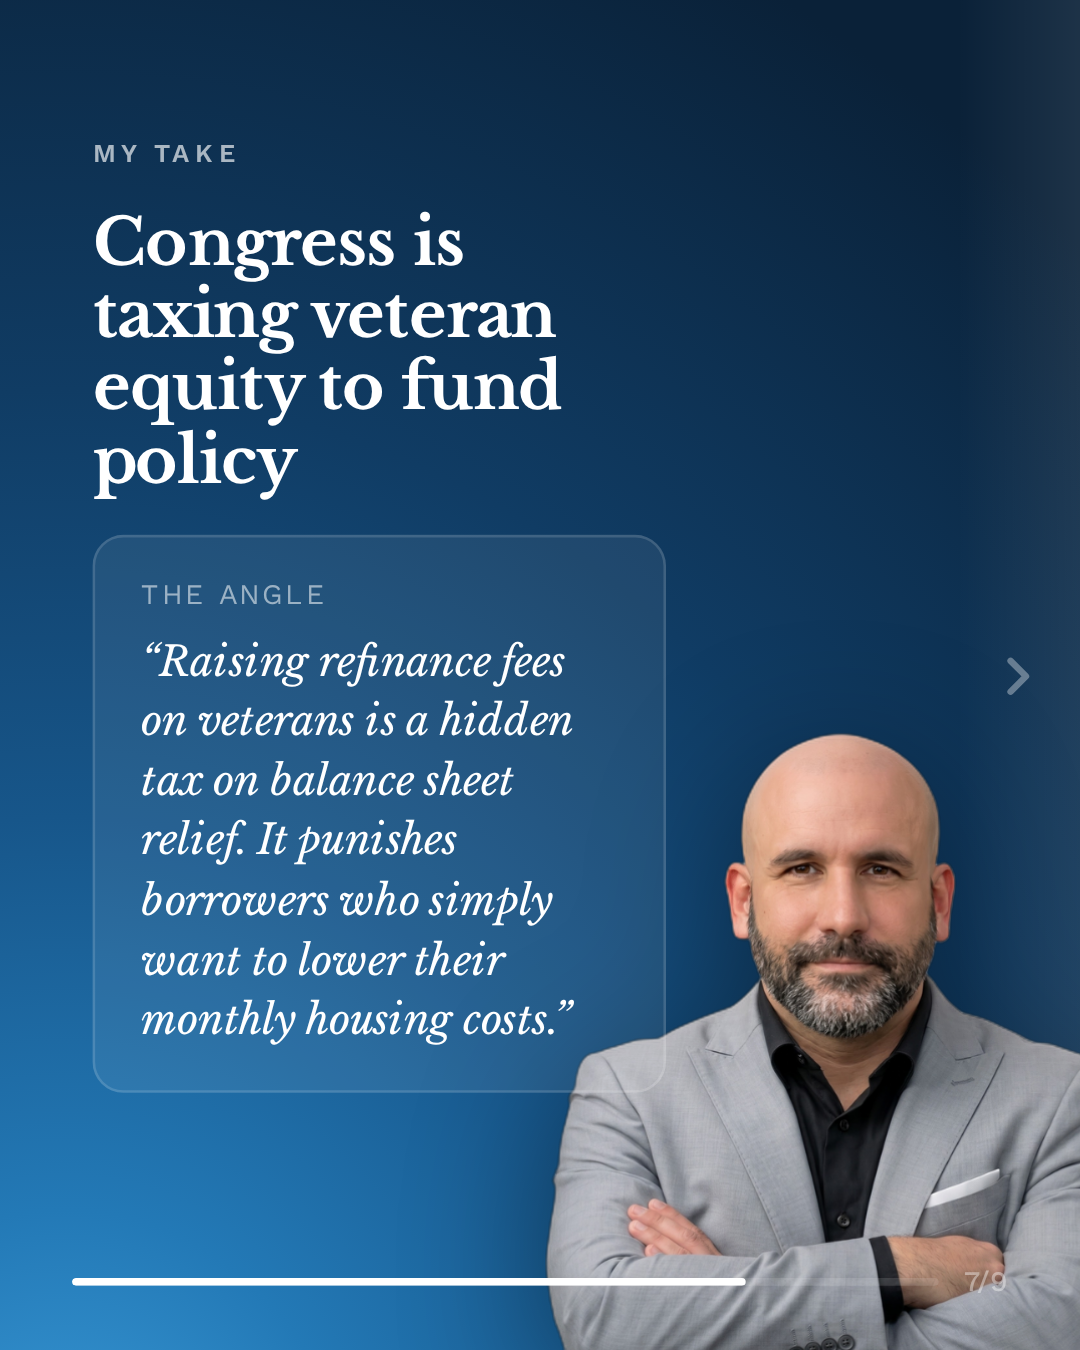 MY TAKE
Congress is
taxing veteran
equity to fund
policy
THE ANGLE
“Raising refinance fees
on veterans is a hidden
tax on balance sheet
relief. It punishes
borrowers who simply
want to lower their
monthly housing costs.”
7/9